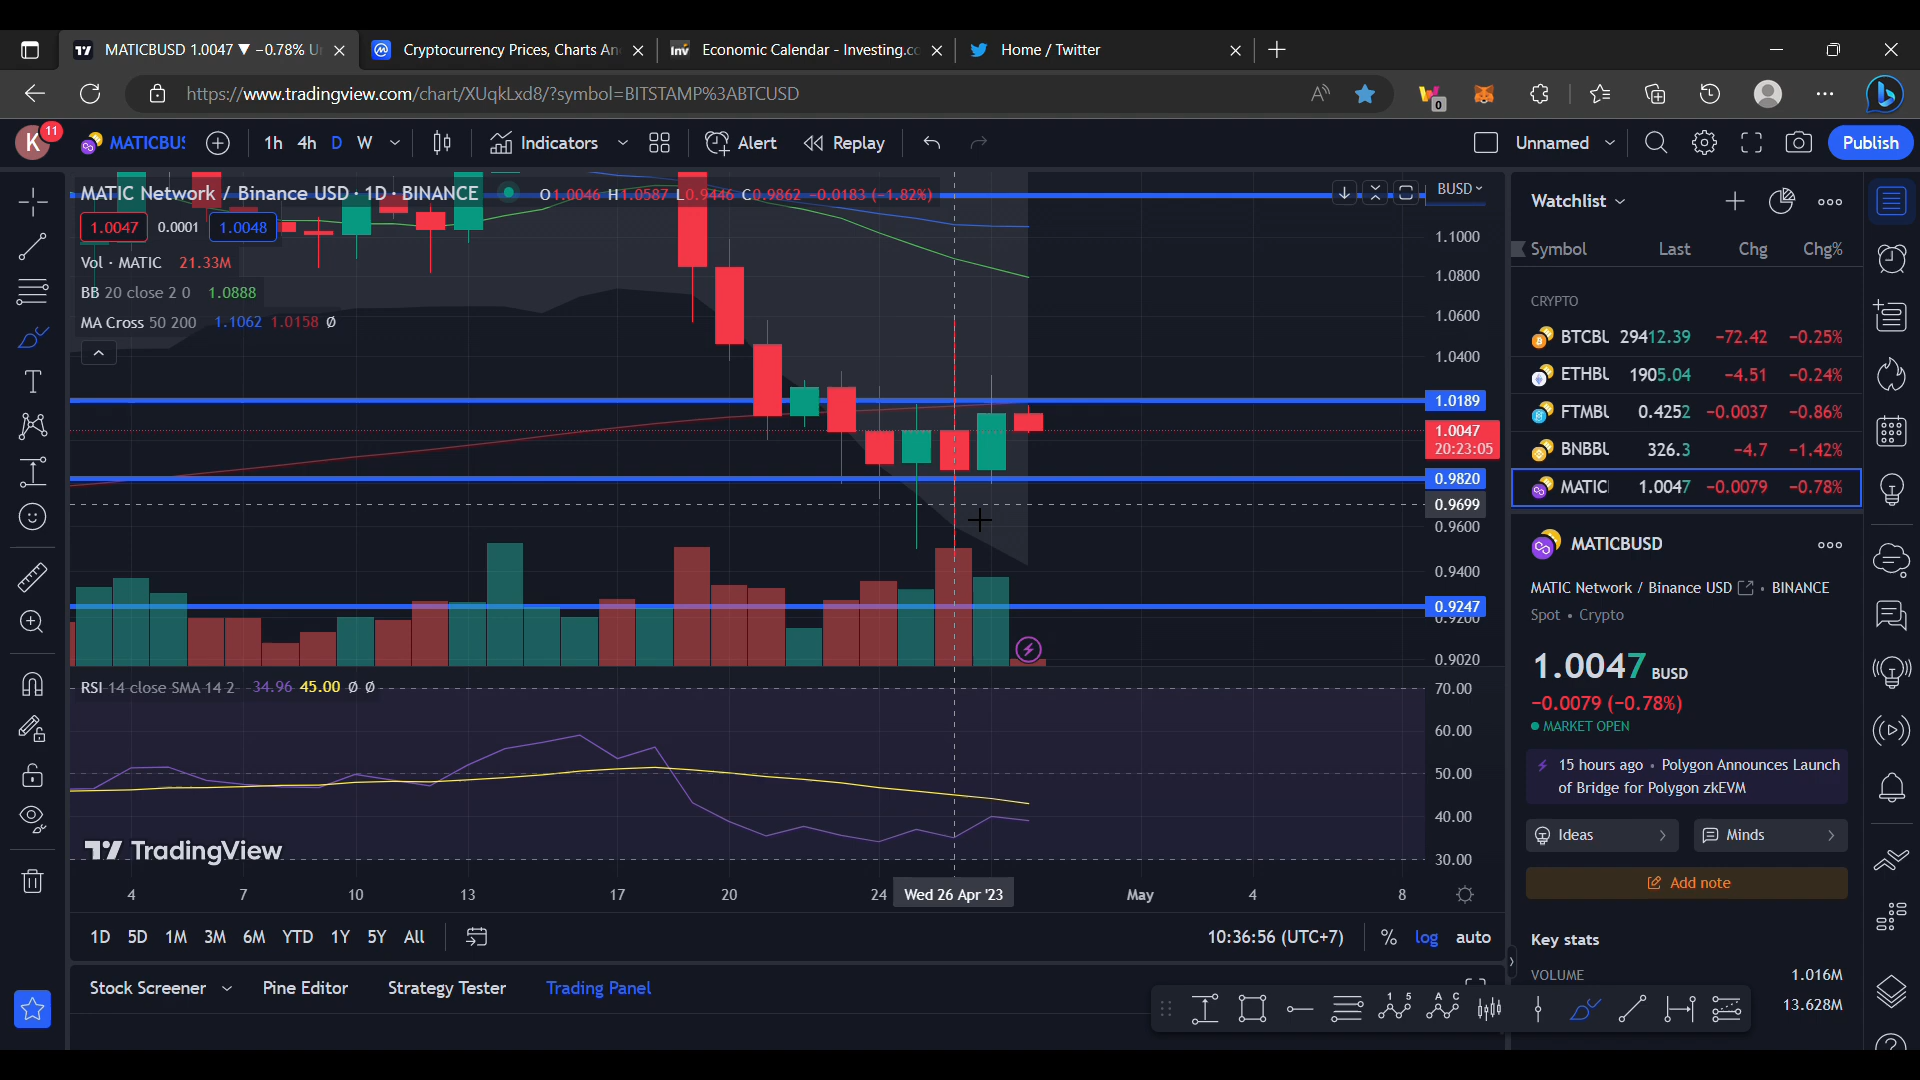 MATICBUSD 1.0047 ▼ −0.78% U
Cryptocurrency Prices, Charts An
Economic Calendar - Investing.co
Home / Twitter
https://www.tradingview.com/chart/XUqkLxd8/?symbol=BITSTAMP%3ABTCUSD
0
K
11
MATICBUS
1h 4h D W
Indicators
Alert
Replay
Unnamed
Publish
MATIC Network / Binance USD · 1D · BINANCE
O1.0046 H1.0587 L0.9446 C0.9862 −0.0183 (−1.82%)
BUSD
1.0047 0.0001 1.0048
Vol · MATIC 21.33M
BB 20 close 2 0 1.0888
MA Cross 50 200 1.1062 1.0158 Ø
1.1000
1.0800
1.0600
1.0400
1.0189
1.0047
20:23:05
0.9820
0.9699
0.9600
0.9400
0.9247
0.9200
0.9020
RSI 14 close SMA 14 2 34.96 45.00 Ø Ø
70.00
60.00
50.00
40.00
30.00
TradingView
4 7 10 13 17 20 24 Wed 26 Apr '23 May 4 8
1D 5D 1M 3M 6M YTD 1Y 5Y All
10:36:56 (UTC+7)
% log auto
Stock Screener
Pine Editor
Strategy Tester
Trading Panel
Watchlist
Symbol Last Chg Chg%
CRYPTO
BTCBU 29412.39 −72.42 −0.25%
ETHBU 1905.04 −4.51 −0.24%
FTMBU 0.4252 −0.0037 −0.86%
BNBBU 326.3 −4.7 −1.42%
MATICI 1.0047 −0.0079 −0.78%
MATICBUSD
MATIC Network / Binance USD · BINANCE
Spot • Crypto
1.0047 BUSD
−0.0079 (−0.78%)
MARKET OPEN
15 hours ago · Polygon Announces Launch
of Bridge for Polygon zkEVM
Ideas
Minds
Add note
Key stats
VOLUME 1.016M
13.628M